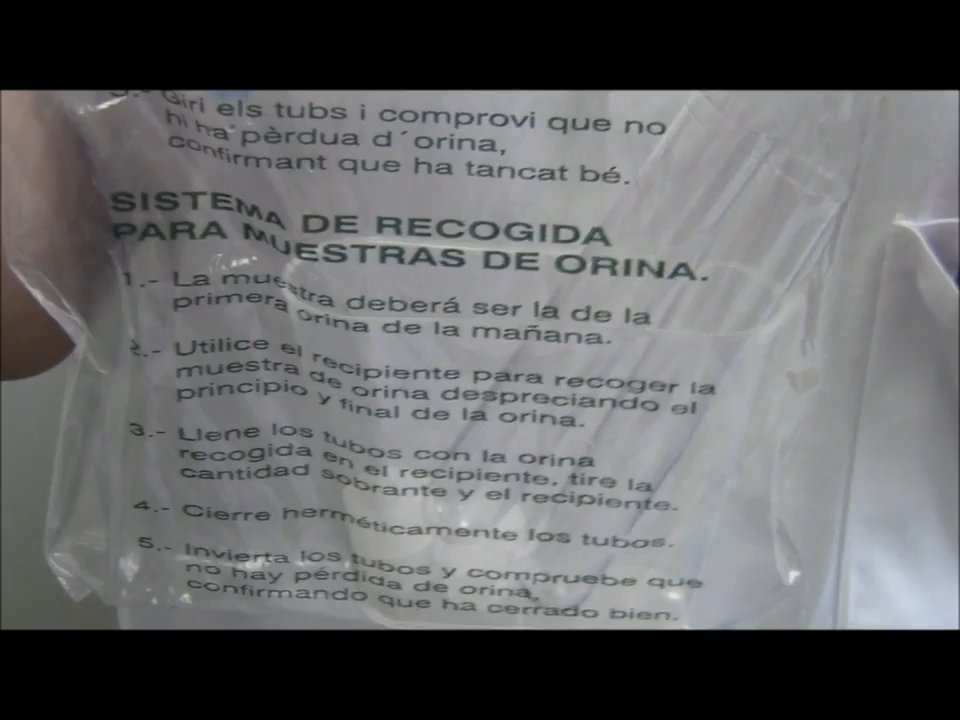 5.- Giri els tubs i comprovi que no
hi ha pèrdua d´orina,
confirmant que ha tancat bé.
SISTEMA DE RECOGIDA
PARA MUESTRAS DE ORINA.
1.- La muestra deberá ser la de la
primera orina de la mañana.
2.- Utilice el recipiente para recoger la
muestra de orina despreciando el
principio y final de la orina.
3.- Llene los tubos con la orina
recogida en el recipiente, tire la
cantidad sobrante y el recipiente.
4.- Cierre herméticamente los tubos.
5.- Invierta los tubos y compruebe que
no hay pérdida de orina,
confirmando que ha cerrado bien.